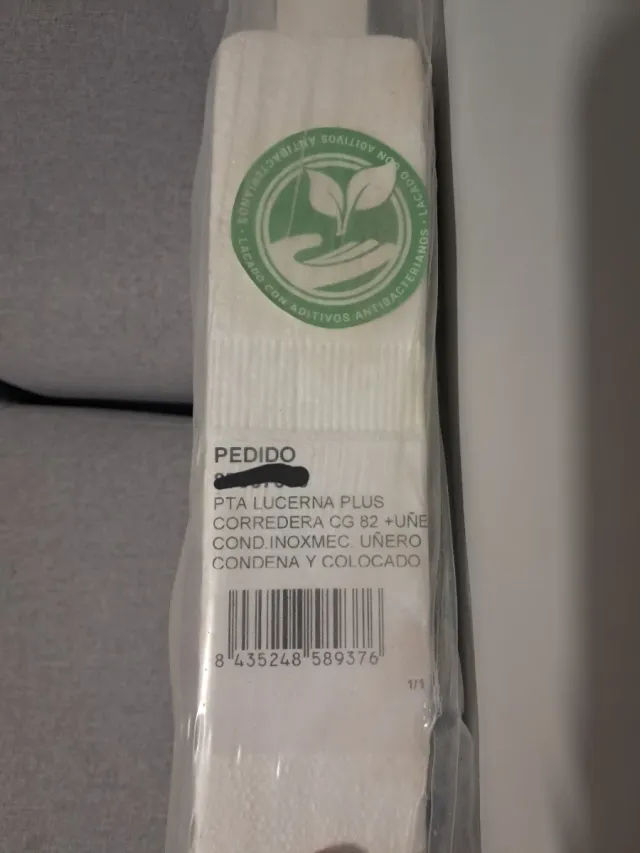 LACADO CON ADITIVOS ANTIBACTERIANOS · LACADO CON ADITIVOS ANTIBACTERIANOS ·
PEDIDO
PTA LUCERNA PLUS
CORREDERA CG 82 +UÑE
COND.INOXMEC. UÑERO
CONDENA Y COLOCADO
8 435248 589376
1/1